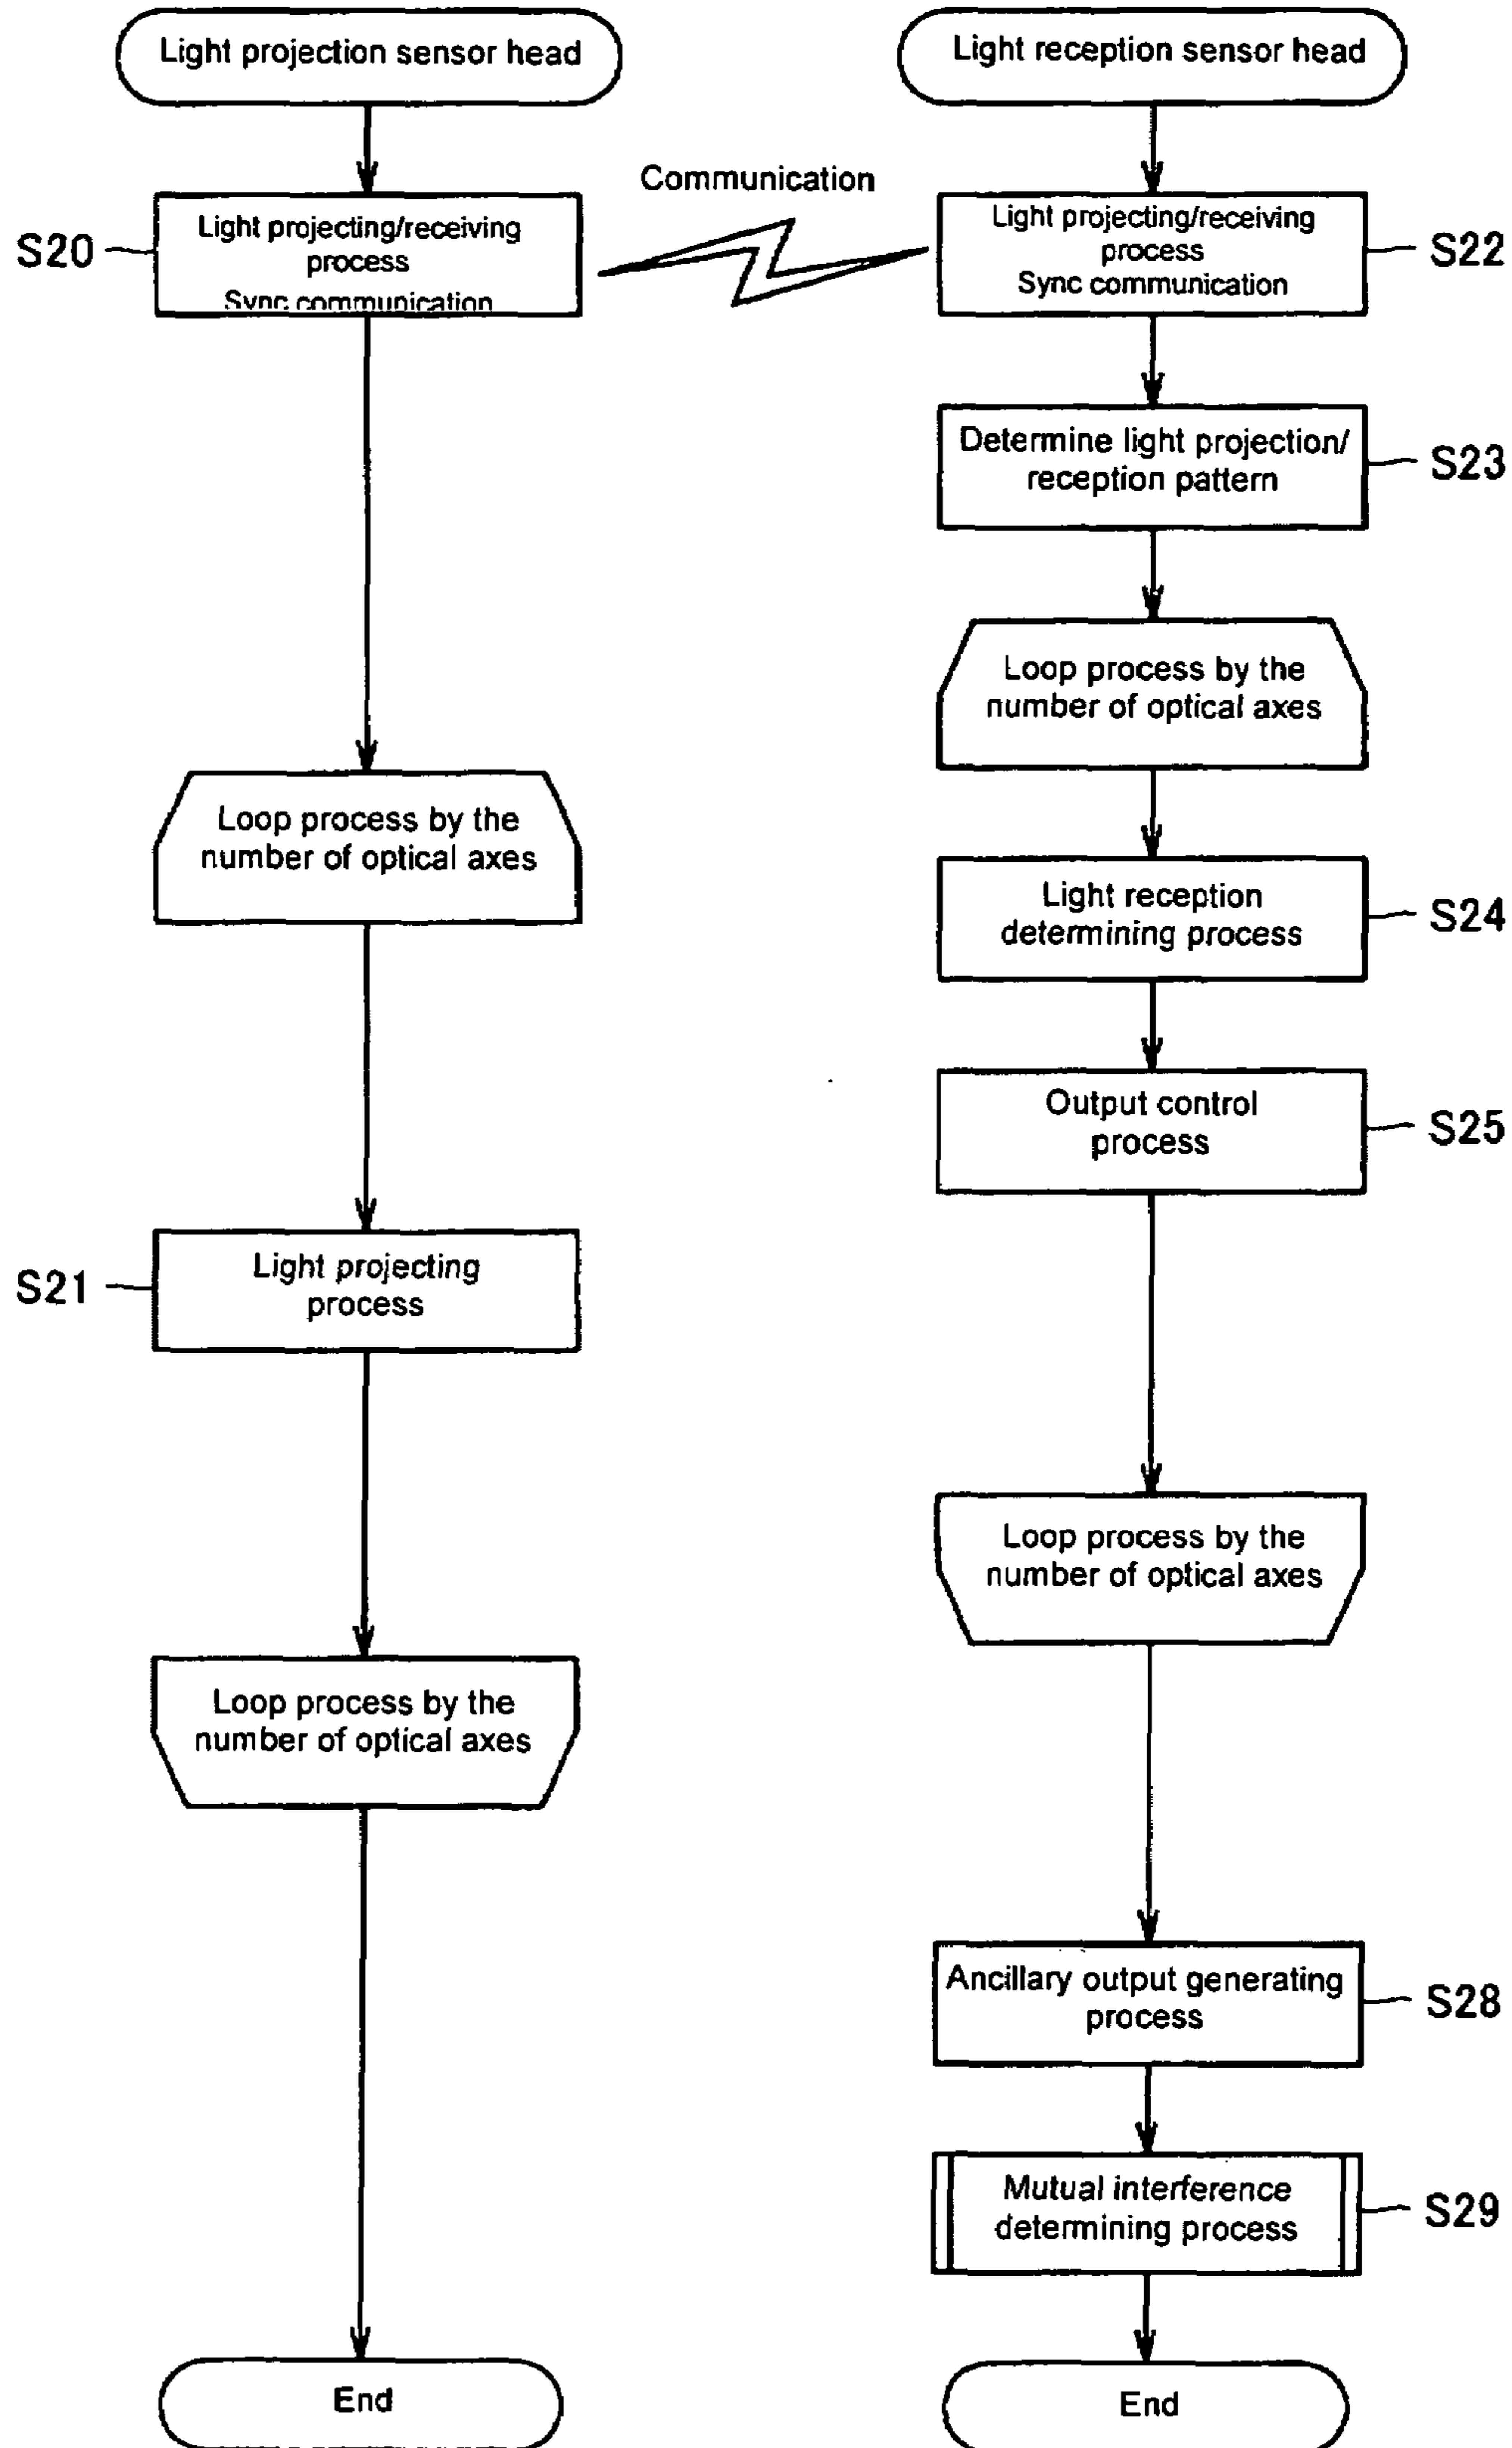 Light projection sensor head
S20
Light projecting/receiving
process
Sync communication
Loop process by the
number of optical axes
S21
Light projecting
process
Loop process by the
number of optical axes
End
Communication
Light reception sensor head
Light projecting/receiving
process
Sync communication
S22
Determine light projection/
reception pattern
S23
Loop process by the
number of optical axes
Light reception
determining process
S24
Output control
process
S25
Loop process by the
number of optical axes
Ancillary output generating
process
S28
Mutual interference
determining process
S29
End